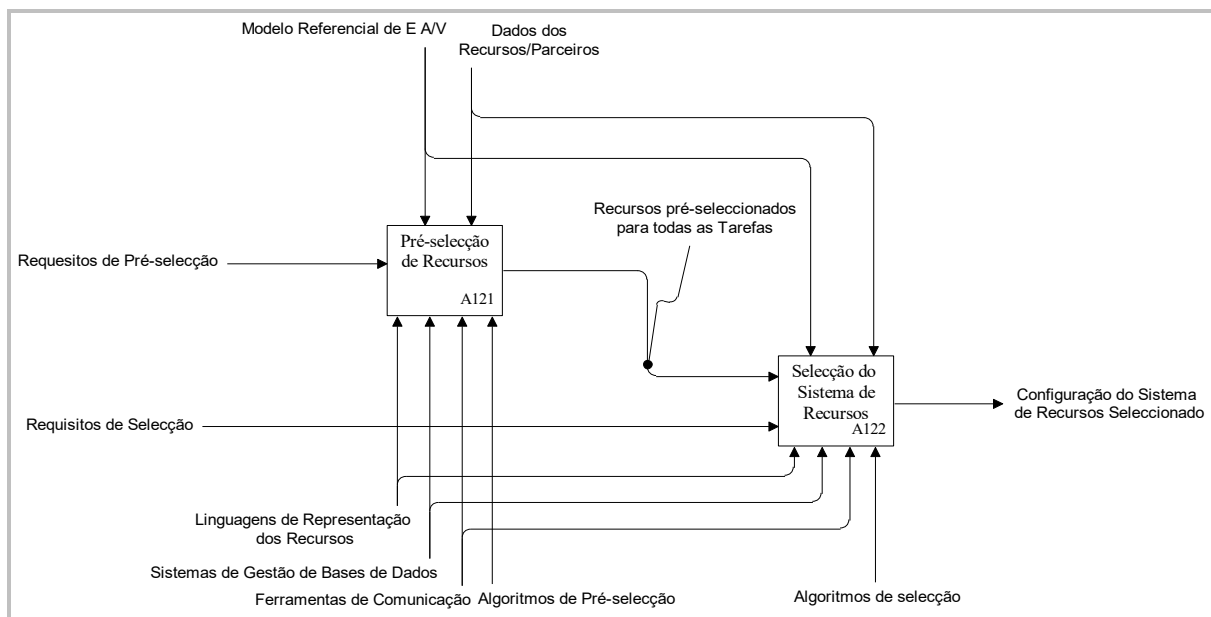 Modelo Referencial de E A/V
Dados dos
Recursos/Parceiros
Recursos pré-seleccionados
para todas as Tarefas
Pré-selecção
de Recursos
A121
Requesitos de Pré-selecção
Selecção do
Sistema de
Recursos
A122
Configuração do Sistema
de Recursos Seleccionado
Requisitos de Selecção
Linguagens de Representação
dos Recursos
Sistemas de Gestão de Bases de Dados
Ferramentas de Comunicação
Algoritmos de Pré-selecção
Algoritmos de selecção